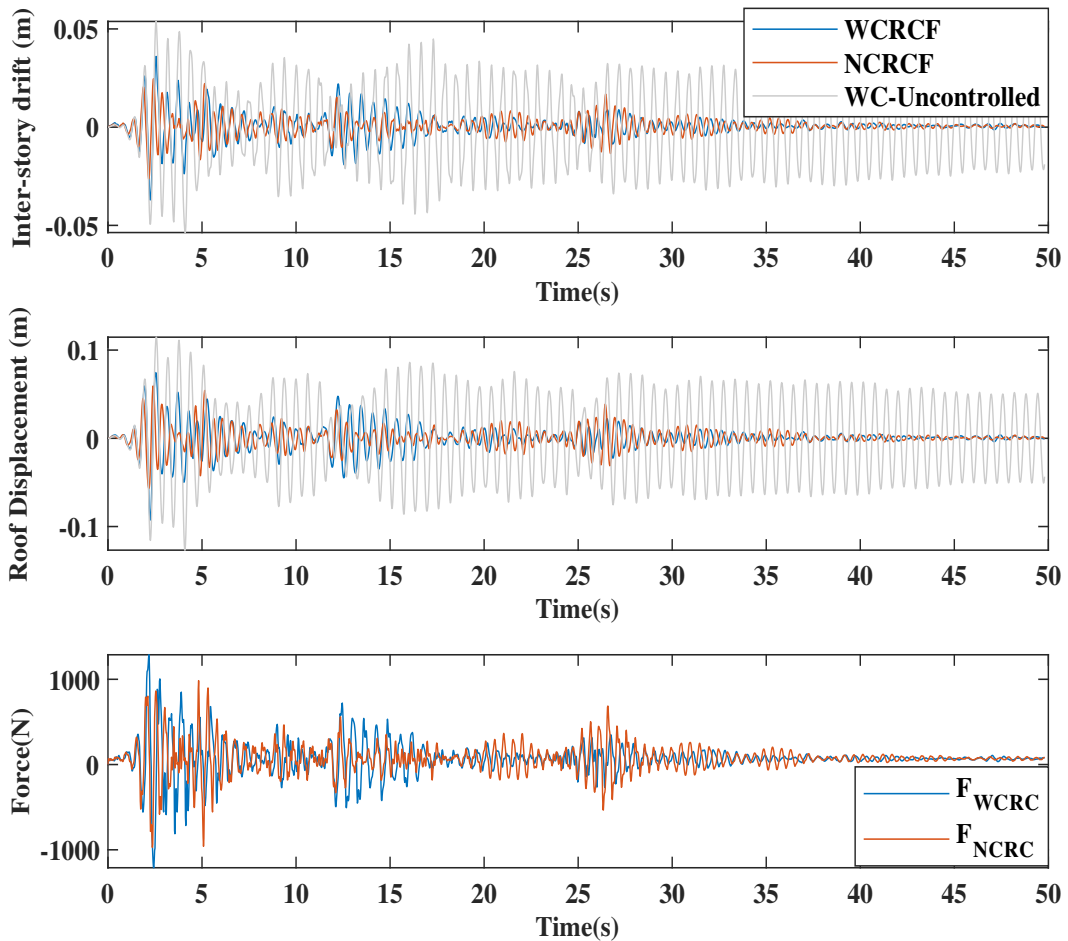 Inter-story drift (m)
0.05
0
-0.05
WCRCF
NCRCF
WC-Uncontrolled
0 5 10 15 20 25 30 35 40 45 50
Time(s)
Roof Displacement (m)
0.1
0
-0.1
0 5 10 15 20 25 30 35 40 45 50
Time(s)
Force(N)
1000
0
-1000
F_WCRC
F_NCRC
0 5 10 15 20 25 30 35 40 45 50
Time(s)